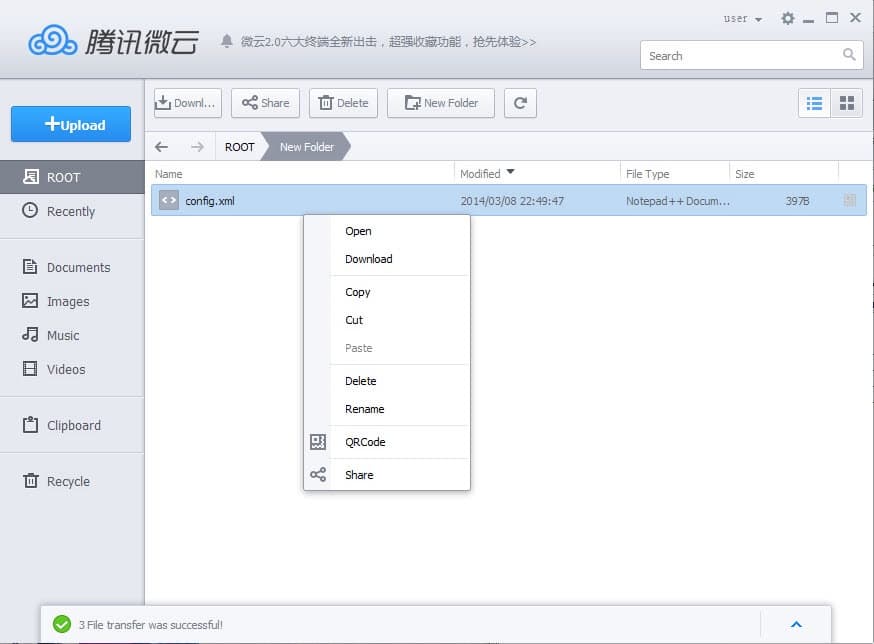 user
腾讯微云
微云2.0六大终端全新出击，超强收藏功能，抢先体验>>
Search
Upload
Downl...
Share
Delete
New Folder
ROOT
New Folder
ROOT
Recently
Documents
Images
Music
Videos
Clipboard
Recycle
Name Modified File Type Size
config.xml 2014/03/08 22:49:47 Notepad++ Docum... 397B
Open
Download
Copy
Cut
Paste
Delete
Rename
QRCode
Share
3 File transfer was successful!